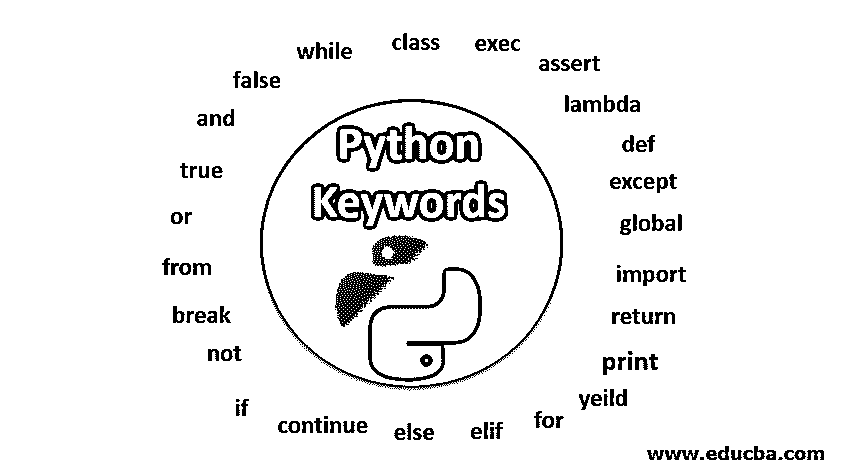 Python
Keywords
class
exec
assert
lambda
def
except
global
import
return
print
yeild
for
elif
else
continue
if
not
break
from
or
true
and
false
while
www.educba.com